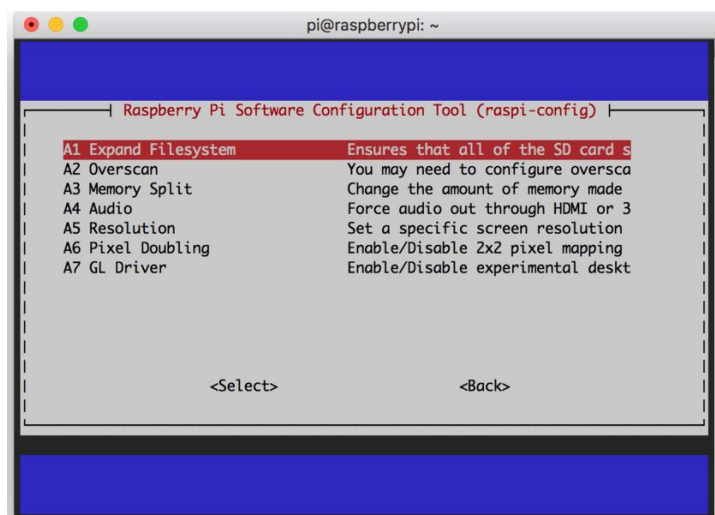 pi@raspberrypi: ~
Raspberry Pi Software Configuration Tool (raspi-config)
A1 Expand Filesystem Ensures that all of the SD card s
A2 Overscan You may need to configure oversca
A3 Memory Split Change the amount of memory made
A4 Audio Force audio out through HDMI or 3
A5 Resolution Set a specific screen resolution
A6 Pixel Doubling Enable/Disable 2x2 pixel mapping
A7 GL Driver Enable/Disable experimental deskt
<Select> <Back>